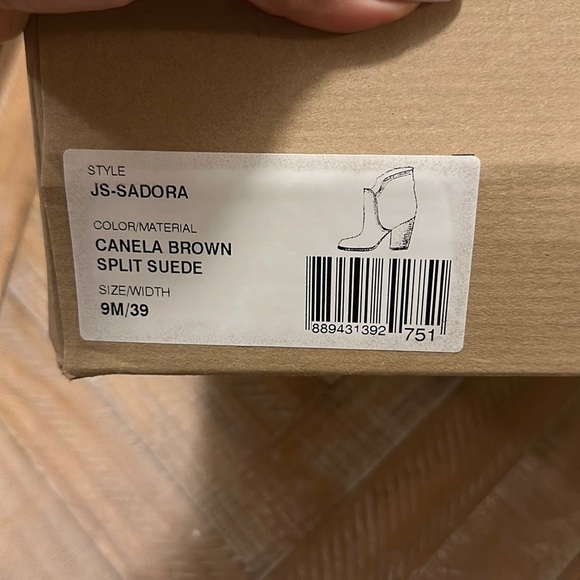 STYLE
JS-SADORA
COLOR/MATERIAL
CANELA BROWN
SPLIT SUEDE
SIZE/WIDTH
9M/39
889431392 751